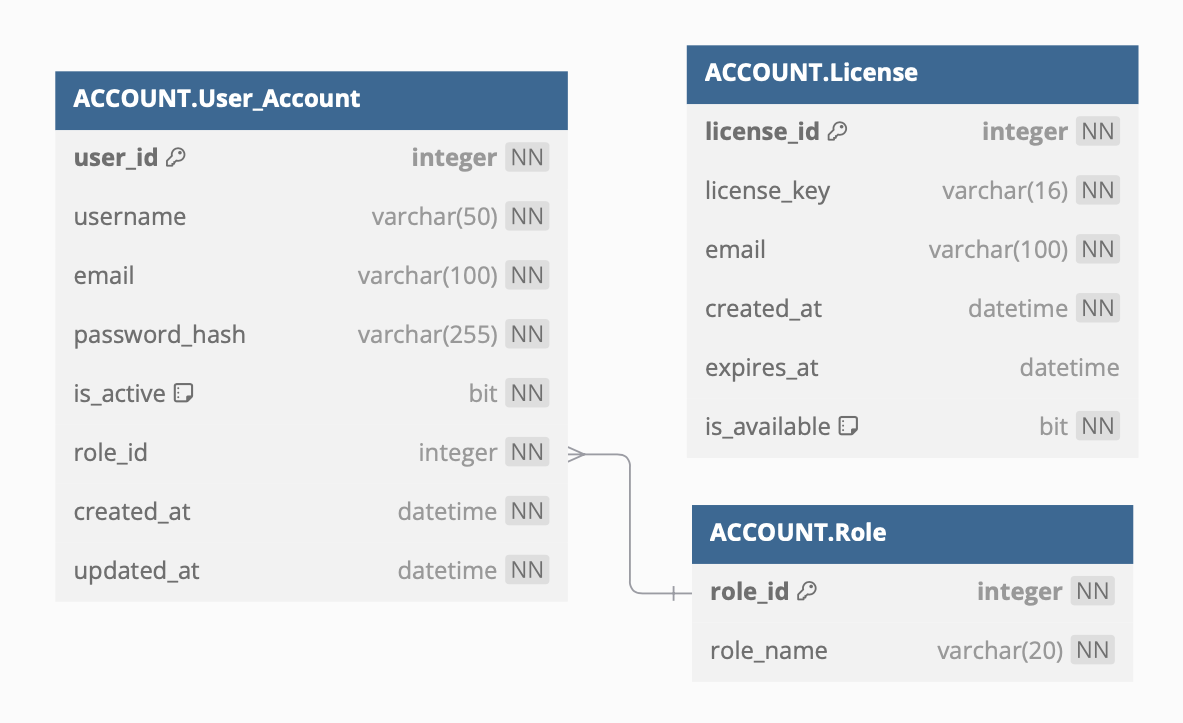 ACCOUNT.User_Account
user_id integer NN
username varchar(50) NN
email varchar(100) NN
password_hash varchar(255) NN
is_active bit NN
role_id integer NN
created_at datetime NN
updated_at datetime NN
ACCOUNT.License
license_id integer NN
license_key varchar(16) NN
email varchar(100) NN
created_at datetime NN
expires_at datetime
is_available bit NN
ACCOUNT.Role
role_id integer NN
role_name varchar(20) NN